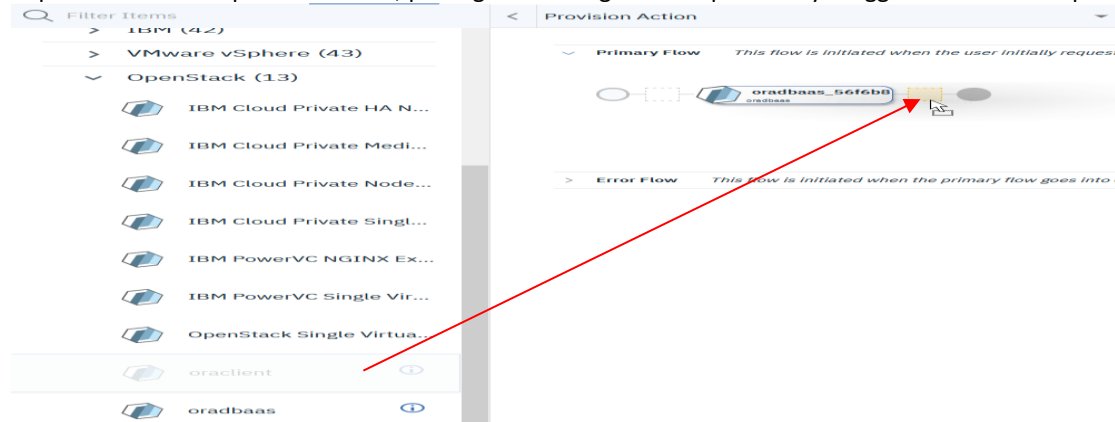 Filter Items
IBM (42)
VMware vSphere (43)
OpenStack (13)
IBM Cloud Private HA N...
IBM Cloud Private Medi...
IBM Cloud Private Node...
IBM Cloud Private Singl...
IBM PowerVC NGINX Ex...
IBM PowerVC Single Vir...
OpenStack Single Virtua...
oraclient
oradbaas
< Provision Action
Primary Flow This flow is initiated when the user initially reques
oradbaas_56f6b8
oradbaas
Error Flow This flow is initiated when the primary flow goes into